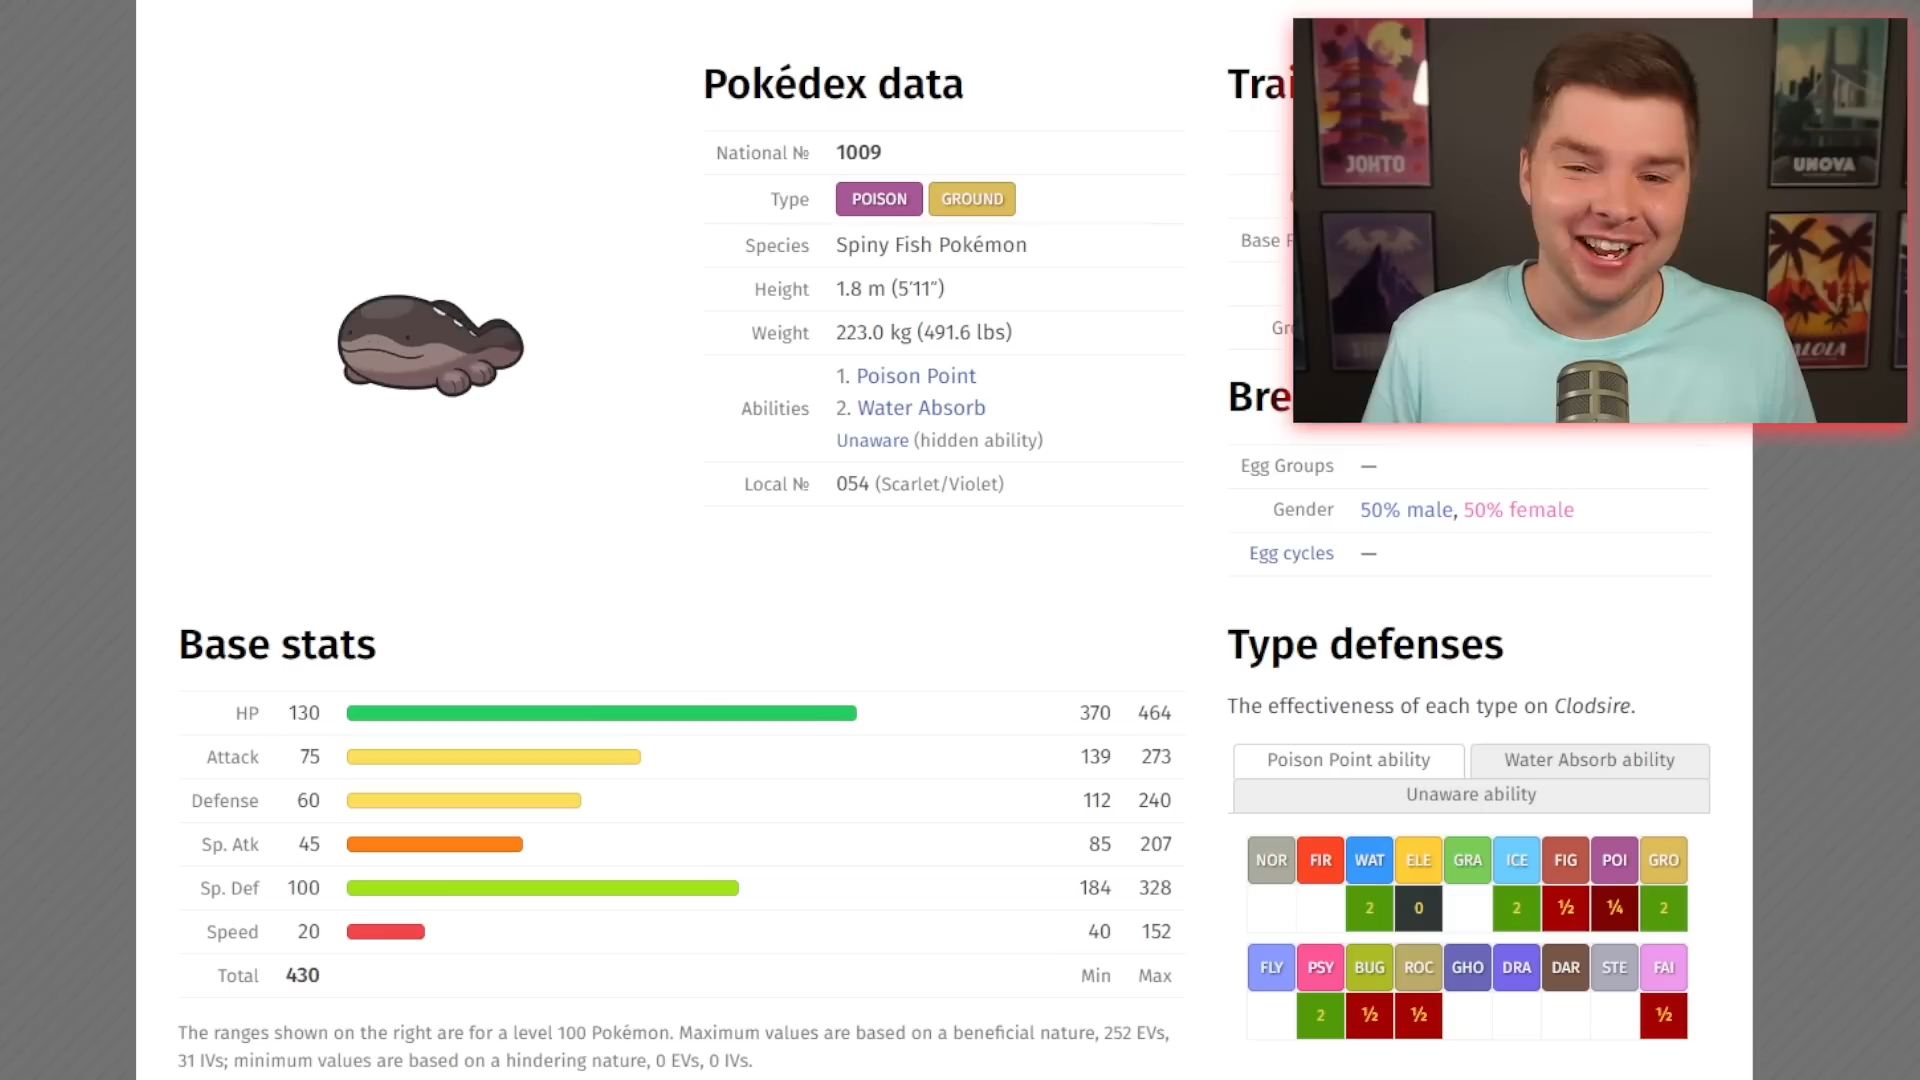 Pokédex data
National № 1009
Type POISON GROUND
Species Spiny Fish Pokémon
Height 1.8 m (5′11″)
Weight 223.0 kg (491.6 lbs)
Abilities
1. Poison Point
2. Water Absorb
Unaware (hidden ability)
Local № 054 (Scarlet/Violet)
Trai
Base F
Gr
Bre
JOHTO
UNOVA
ALOLA
Egg Groups —
Gender 50% male, 50% female
Egg cycles —
Base stats
HP 130 370 464
Attack 75 139 273
Defense 60 112 240
Sp. Atk 45 85 207
Sp. Def 100 184 328
Speed 20 40 152
Total 430 Min Max
The ranges shown on the right are for a level 100 Pokémon. Maximum values are based on a beneficial nature, 252 EVs,
31 IVs; minimum values are based on a hindering nature, 0 EVs, 0 IVs.
Type defenses
The effectiveness of each type on Clodsire.
Poison Point ability Water Absorb ability
Unaware ability
NOR FIR WAT ELE GRA ICE FIG POI GRO
2 0 2 ½ ¼ 2
FLY PSY BUG ROC GHO DRA DAR STE FAI
2 ½ ½ ½